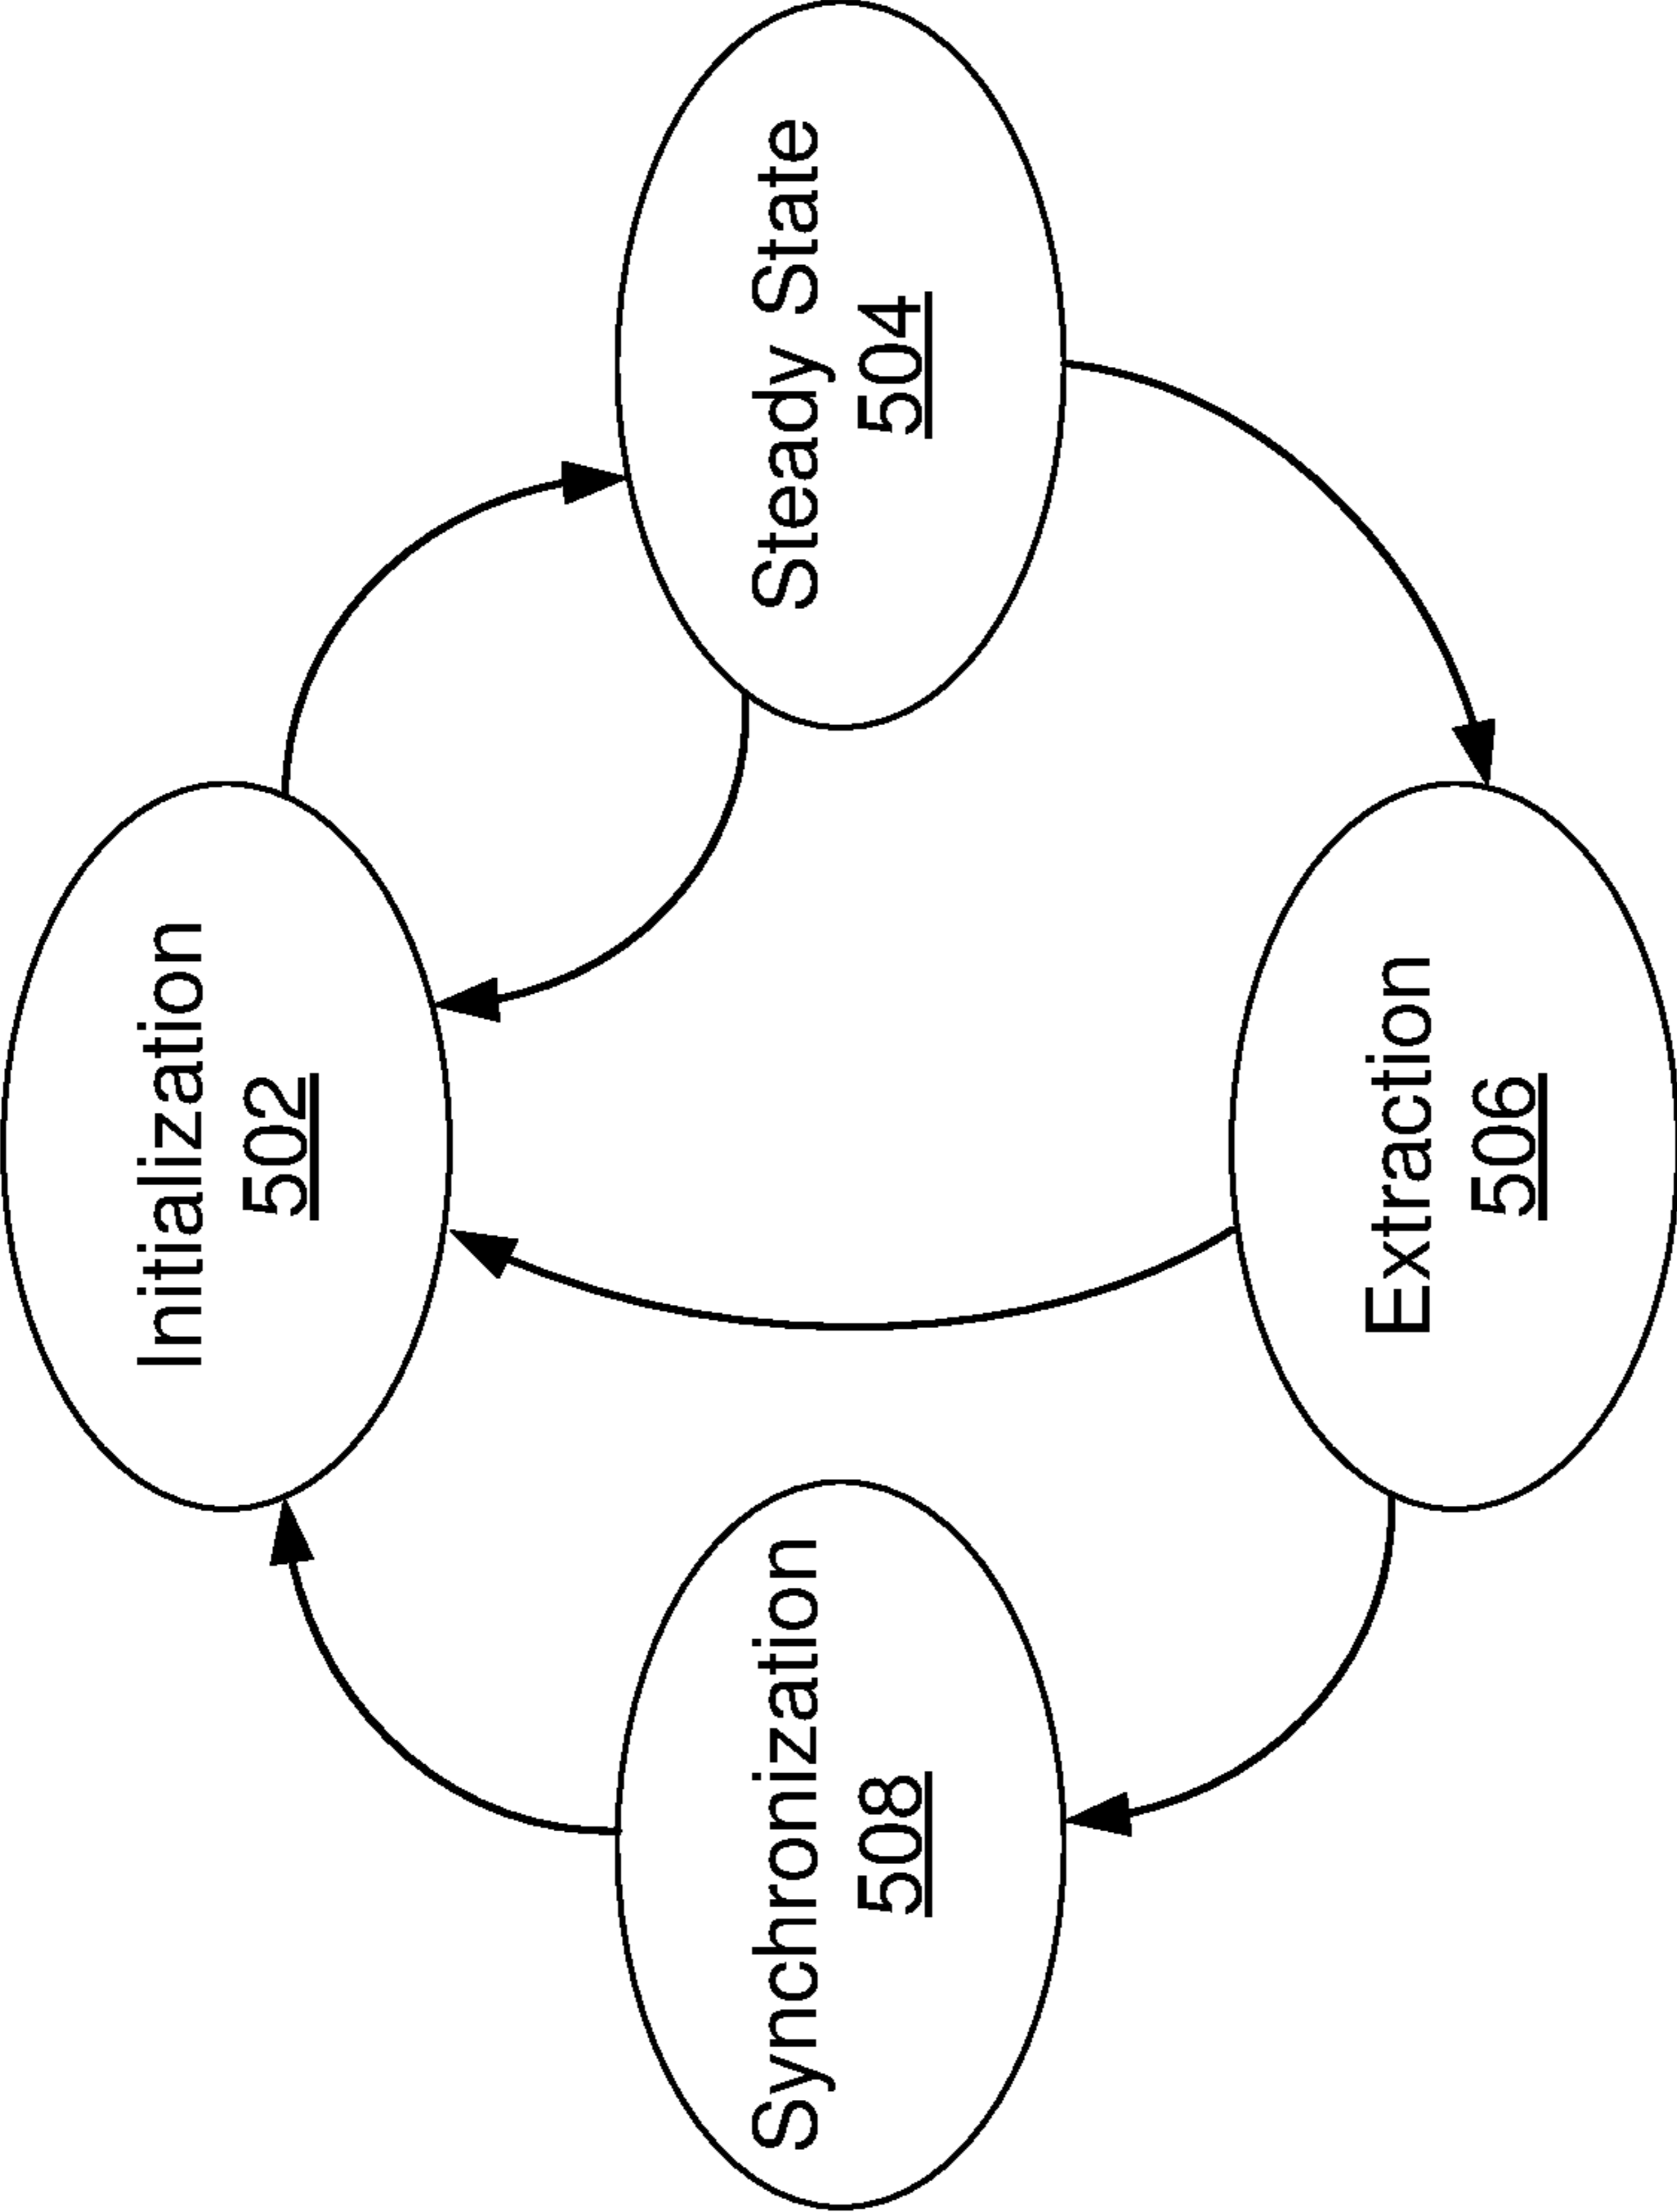 Initialization
502
Steady State
504
Extraction
506
Synchronization
508